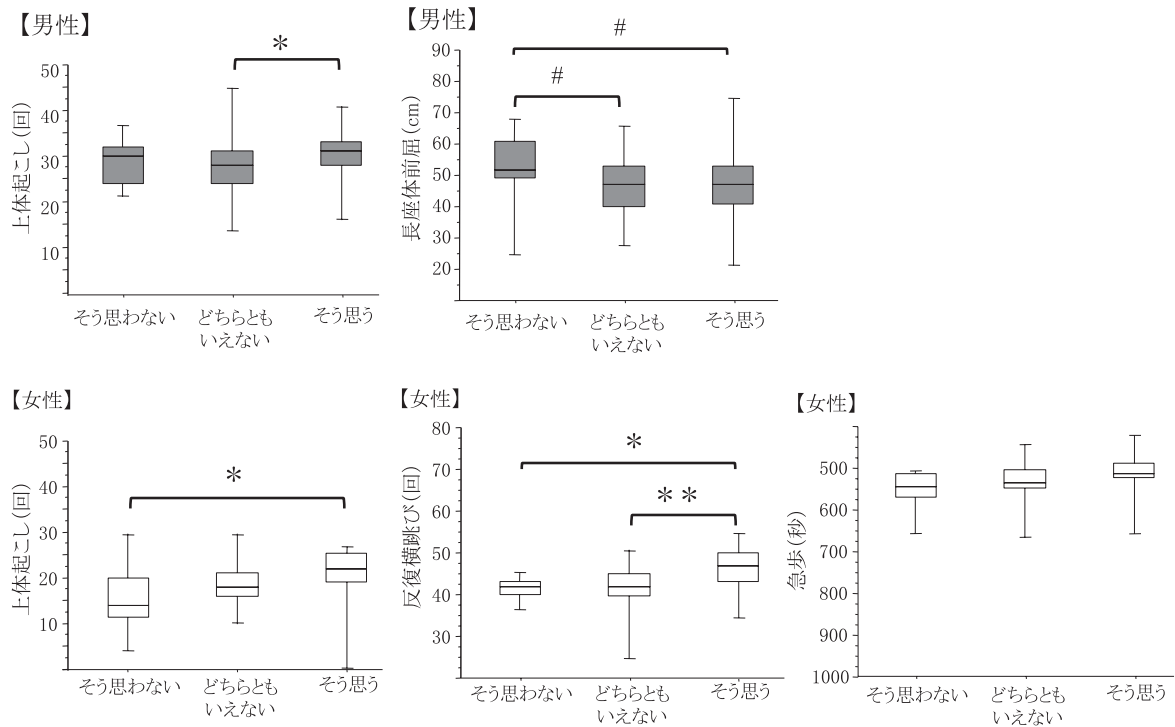 【男性】
上体起こし(回)
50
40
30
20
10
*
そう思わない
どちらとも
いえない
そう思う
【男性】
長座体前屈(cm)
90
80
70
60
50
40
30
20
#
#
そう思わない
どちらとも
いえない
そう思う
【女性】
上体起こし(回)
50
40
30
20
10
*
そう思わない
どちらとも
いえない
そう思う
【女性】
反復横跳び(回)
80
70
60
50
40
30
*
**
そう思わない
どちらとも
いえない
そう思う
【女性】
急歩(秒)
500
600
700
800
900
1000
そう思わない
どちらとも
いえない
そう思う